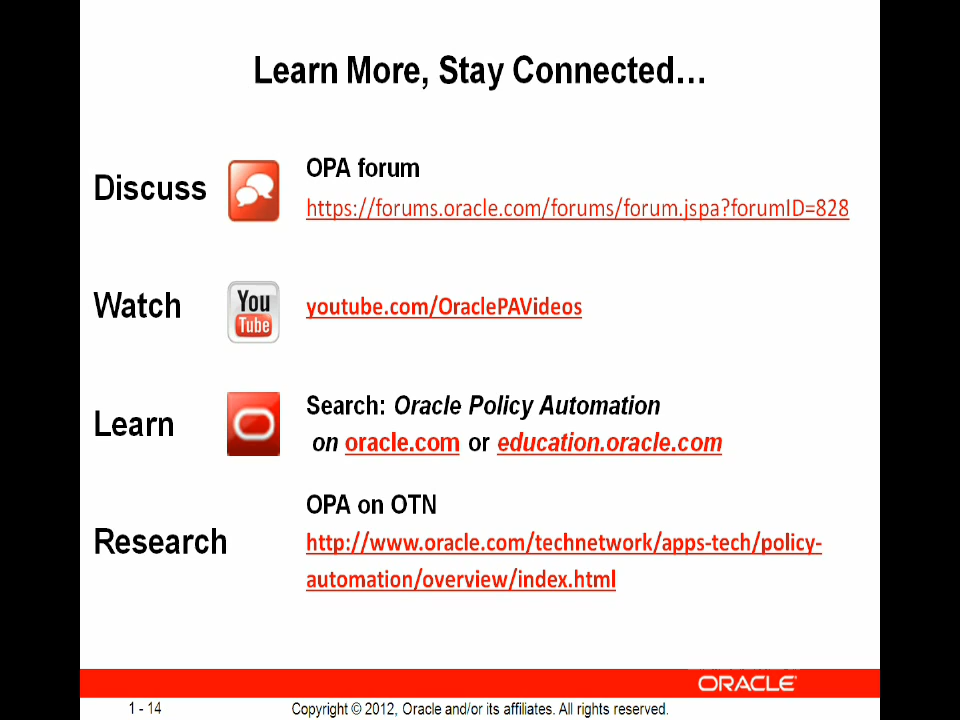 Learn More, Stay Connected...
Discuss
OPA forum
https://forums.oracle.com/forums/forum.jspa?forumID=828
Watch
You
Tube
youtube.com/OraclePAVideos
Learn
Search: Oracle Policy Automation
on oracle.com or education.oracle.com
Research
OPA on OTN
http://www.oracle.com/technetwork/apps-tech/policy-
automation/overview/index.html
ORACLE
1 - 14
Copyright © 2012, Oracle and/or its affiliates. All rights reserved.